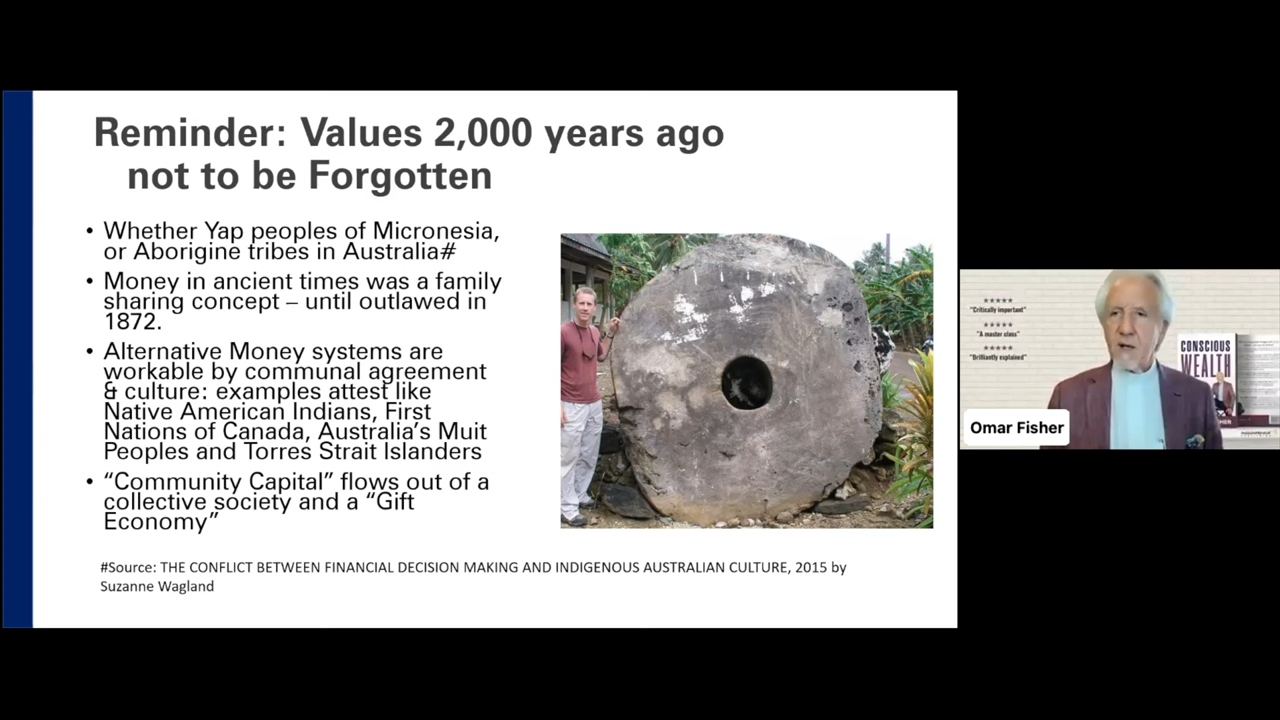 Reminder: Values 2,000 years ago
not to be Forgotten
• Whether Yap peoples of Micronesia,
or Aborigine tribes in Australia#
• Money in ancient times was a family
sharing concept – until outlawed in
1872.
• Alternative Money systems are
workable by communal agreement
& culture: examples attest like
Native American Indians, First
Nations of Canada, Australia’s Muit
Peoples and Torres Strait Islanders
• “Community Capital” flows out of a
collective society and a “Gift
Economy”
#Source: THE CONFLICT BETWEEN FINANCIAL DECISION MAKING AND INDIGENOUS AUSTRALIAN CULTURE, 2015 by
Suzanne Wagland
★★★★★
"Critically important"
★★★★★
"A master class"
★★★★★
"Brilliantly explained"
CONSCIOUS
WEALTH
Omar Fisher